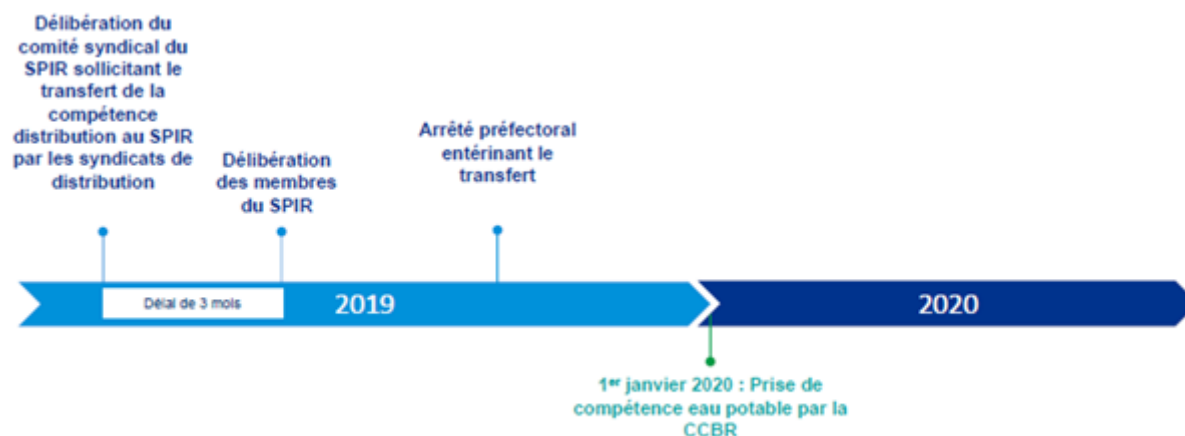 Délibération du
comité syndical du
SPIR sollicitant le
transfert de la
compétence
distribution au SPIR
par les syndicats de
distribution
Délibération
des membres
du SPIR
Arrêté préfectoral
entérinant le
transfert
Délai de 3 mois
2019
2020
1er janvier 2020 : Prise de
compétence eau potable par la
CCBR